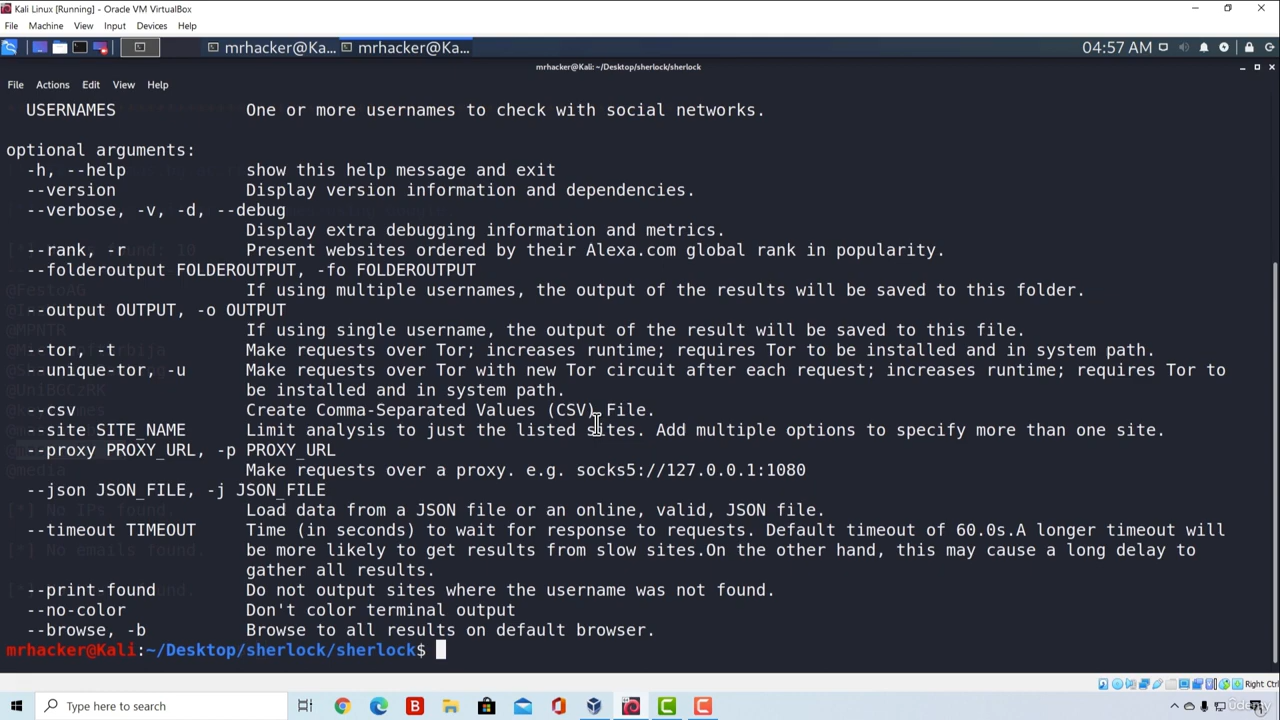 Kali Linux [Running] - Oracle VM VirtualBox
File Machine View Input Devices Help
mrhacker@Ka... mrhacker@Ka... 04:57 AM
mrhacker@Kali: ~/Desktop/sherlock/sherlock
File Actions Edit View Help
USERNAMES One or more usernames to check with social networks.
optional arguments:
-h, --help show this help message and exit
--version Display version information and dependencies.
--verbose, -v, -d, --debug
Display extra debugging information and metrics.
--rank, -r Present websites ordered by their Alexa.com global rank in popularity.
--folderoutput FOLDEROUTPUT, -fo FOLDEROUTPUT
If using multiple usernames, the output of the results will be saved to this folder.
--output OUTPUT, -o OUTPUT
If using single username, the output of the result will be saved to this file.
--tor, -t Make requests over Tor; increases runtime; requires Tor to be installed and in system path.
--unique-tor, -u Make requests over Tor with new Tor circuit after each request; increases runtime; requires Tor to
be installed and in system path.
--csv Create Comma-Separated Values (CSV) File.
--site SITE_NAME Limit analysis to just the listed sites. Add multiple options to specify more than one site.
--proxy PROXY_URL, -p PROXY_URL
Make requests over a proxy. e.g. socks5://127.0.0.1:1080
--json JSON_FILE, -j JSON_FILE
Load data from a JSON file or an online, valid, JSON file.
--timeout TIMEOUT Time (in seconds) to wait for response to requests. Default timeout of 60.0s.A longer timeout will
be more likely to get results from slow sites.On the other hand, this may cause a long delay to
gather all results.
--print-found Do not output sites where the username was not found.
--no-color Don't color terminal output
--browse, -b Browse to all results on default browser.
mrhacker@Kali:~/Desktop/sherlock/sherlock$
Right Ctrl
Type here to search
Udemy